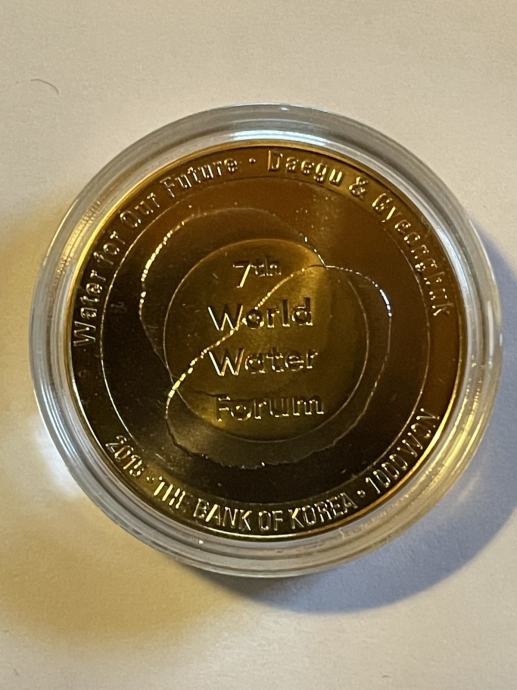 Water for Our Future · Daegu & Gyeongbuk
7th
World
Water
Forum
2015 · THE BANK OF KOREA · 1000 WON